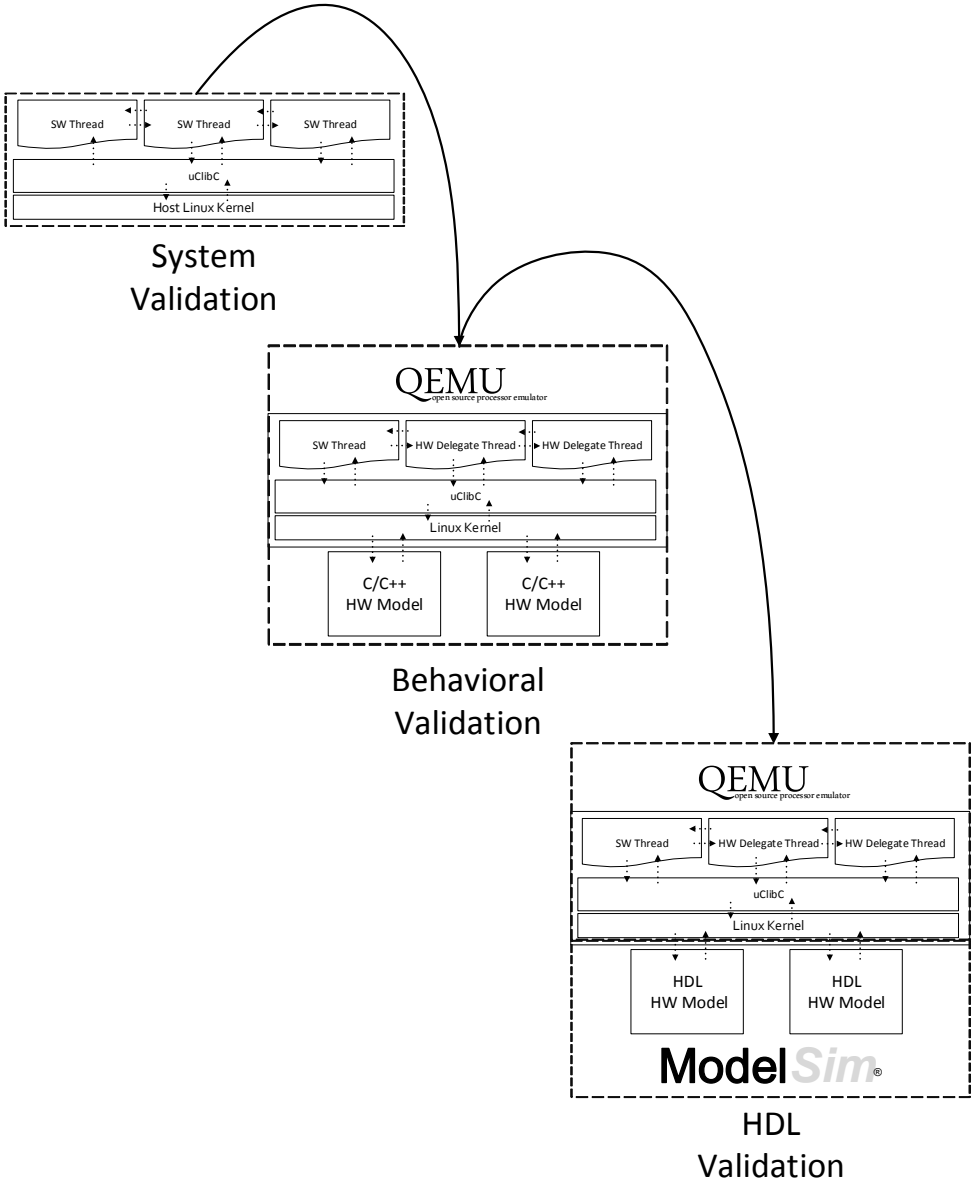 SW Thread
SW Thread
SW Thread
uClibC
Host Linux Kernel
System
Validation
QEMU
open source processor emulator
SW Thread
HW Delegate Thread
HW Delegate Thread
uClibC
Linux Kernel
C/C++
HW Model
C/C++
HW Model
Behavioral
Validation
QEMU
open source processor emulator
SW Thread
HW Delegate Thread
HW Delegate Thread
uClibC
Linux Kernel
HDL
HW Model
HDL
HW Model
ModelSim®
HDL
Validation